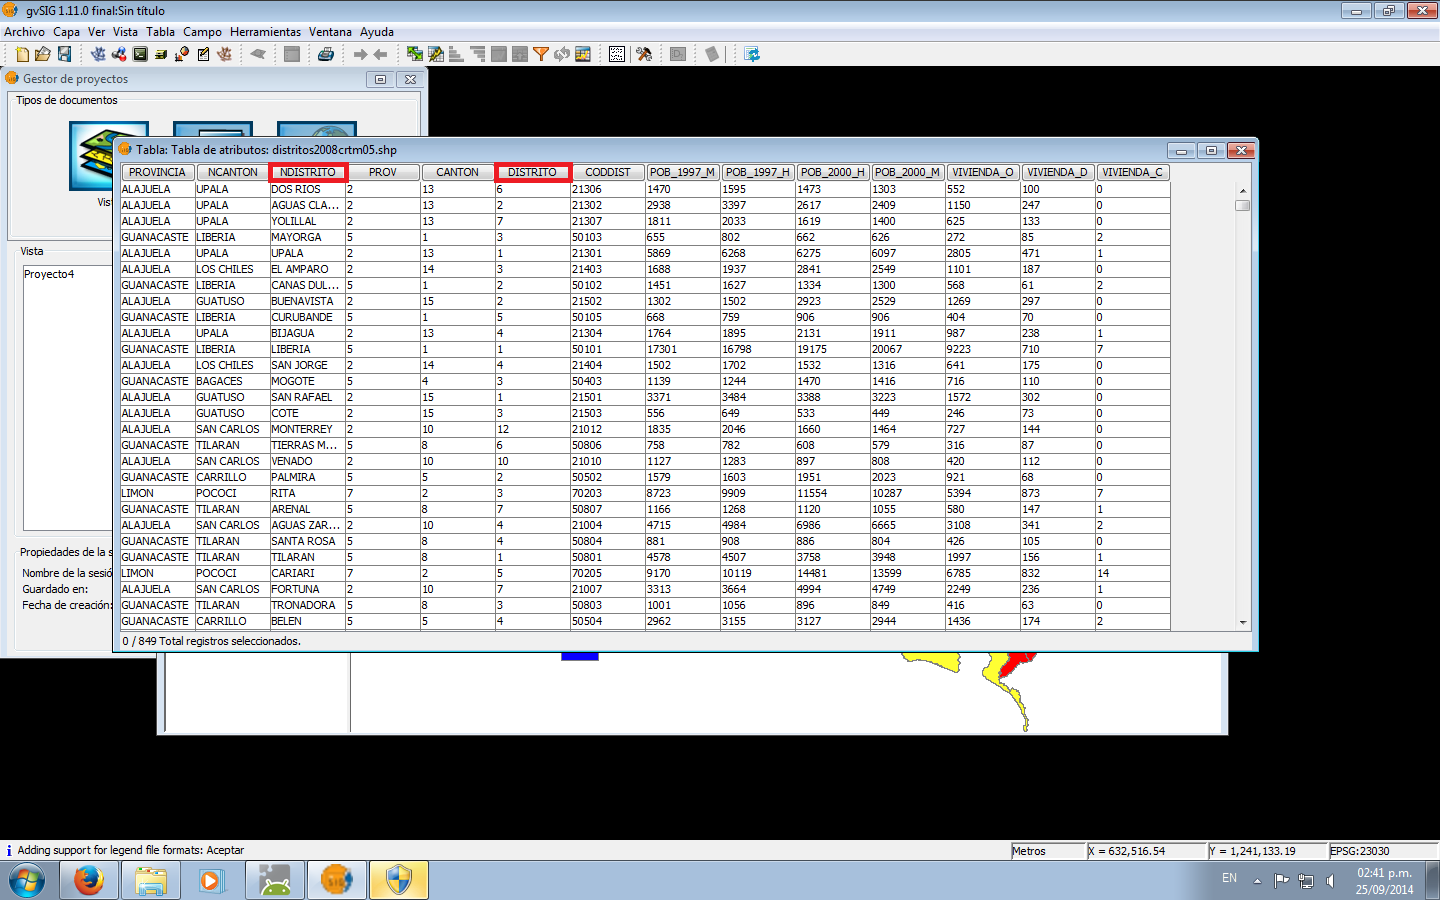 gvSIG 1.11.0 final:Sin título
Archivo Capa Ver Vista Tabla Campo Herramientas Ventana Ayuda
Gestor de proyectos
Tipos de documentos
Tabla: Tabla de atributos: distritos2008crtm05.shp
PROVINCIA NCANTON NDISTRITO PROV CANTON DISTRITO CODDIST POB_1997_M POB_1997_H POB_2000_H POB_2000_M VIVIENDA_O VIVIENDA_D VIVIENDA_C
ALAJUELA UPALA DOS RIOS 2 13 6 21306 1470 1595 1473 1303 552 100 0
ALAJUELA UPALA AGUAS CLA... 2 13 2 21302 2938 3397 2617 2409 1150 247 0
ALAJUELA UPALA YOLILLAL 2 13 7 21307 1811 2033 1619 1400 625 133 0
GUANACASTE LIBERIA MAYORGA 5 1 3 50103 655 802 662 626 272 85 2
ALAJUELA UPALA UPALA 2 13 1 21301 5869 6268 6275 6097 2805 471 1
ALAJUELA LOS CHILES EL AMPARO 2 14 3 21403 1688 1937 2841 2549 1101 187 0
GUANACASTE LIBERIA CANAS DUL... 5 1 2 50102 1451 1627 1334 1300 568 61 2
ALAJUELA GUATUSO BUENAVISTA 2 15 2 21502 1302 1502 2923 2529 1269 297 0
GUANACASTE LIBERIA CURUBANDE 5 1 5 50105 668 759 906 906 404 70 0
ALAJUELA UPALA BIJAGUA 2 13 4 21304 1764 1895 2131 1911 987 238 1
GUANACASTE LIBERIA LIBERIA 5 1 1 50101 17301 16798 19175 20067 9223 710 7
ALAJUELA LOS CHILES SAN JORGE 2 14 4 21404 1502 1702 1532 1316 641 175 0
GUANACASTE BAGACES MOGOTE 5 4 3 50403 1139 1244 1470 1416 716 110 0
ALAJUELA GUATUSO SAN RAFAEL 2 15 1 21501 3371 3484 3388 3223 1572 302 0
ALAJUELA GUATUSO COTE 2 15 3 21503 556 649 533 449 246 73 0
ALAJUELA SAN CARLOS MONTERREY 2 10 12 21012 1835 2046 1660 1464 727 144 0
GUANACASTE TILARAN TIERRAS M... 5 8 6 50806 758 782 608 579 316 87 0
ALAJUELA SAN CARLOS VENADO 2 10 10 21010 1127 1283 897 808 420 112 0
GUANACASTE CARRILLO PALMIRA 5 5 2 50502 1579 1603 1951 2023 921 68 0
LIMON POCOCI RITA 7 2 3 70203 8723 9909 11554 10287 5394 873 7
GUANACASTE TILARAN ARENAL 5 8 7 50807 1166 1268 1120 1055 580 147 1
ALAJUELA SAN CARLOS AGUAS ZAR... 2 10 4 21004 4715 4984 6986 6665 3108 341 2
GUANACASTE TILARAN SANTA ROSA 5 8 4 50804 881 908 886 804 426 105 0
GUANACASTE TILARAN TILARAN 5 8 1 50801 4578 4507 3758 3948 1997 156 1
LIMON POCOCI CARIARI 7 2 5 70205 9170 10119 14481 13599 6785 832 14
ALAJUELA SAN CARLOS FORTUNA 2 10 7 21007 3313 3664 4994 4749 2249 236 1
GUANACASTE TILARAN TRONADORA 5 8 3 50803 1001 1056 896 849 416 63 0
GUANACASTE CARRILLO BELEN 5 5 4 50504 2962 3155 3127 2944 1436 174 2
0 / 849 Total registros seleccionados.
Vist
Vista
Proyecto4
Propiedades de la s
Nombre de la sesió
Guardado en:
Fecha de creación:
Adding support for legend file formats: Aceptar
Metros X = 632,516.54 Y = 1,241,133.19 EPSG:23030
EN 02:41 p.m.
25/09/2014